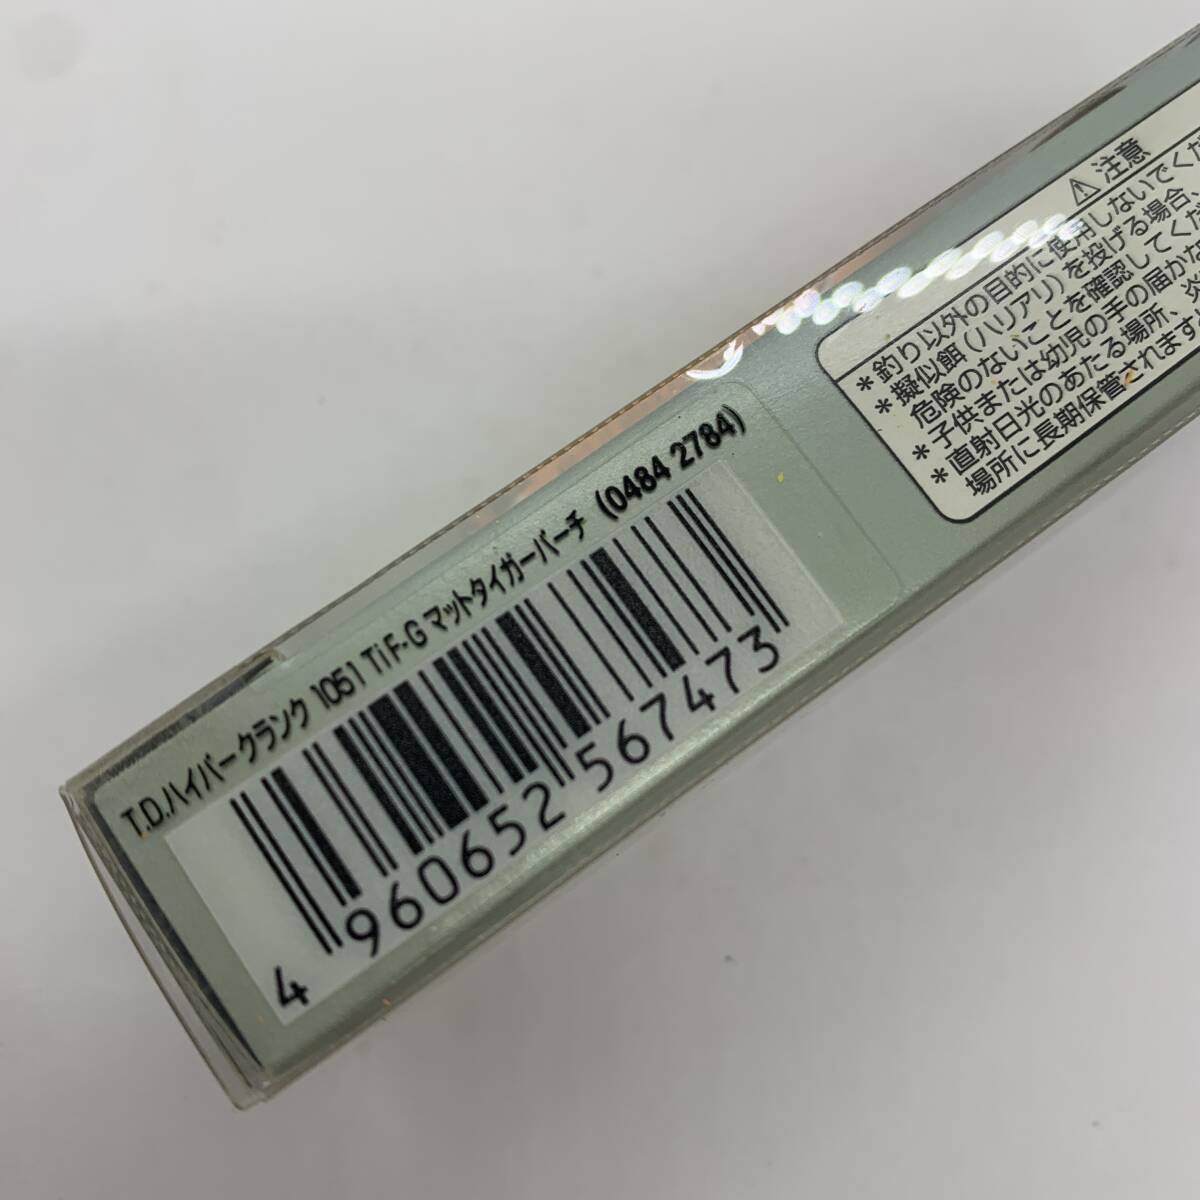 T.D.ハイパークランク 1051 Ti F-G マットタイガーパーチ (0484 2784)
4 960652 567473
⚠注意
*釣り以外の目的に使用しないでくだ
*擬似餌(ハリアリ)を投げる場合、
危険のないことを確認してくだ
*子供または幼児の手の届かな
*直射日光のあたる場所、炎
場所に長期保管されます